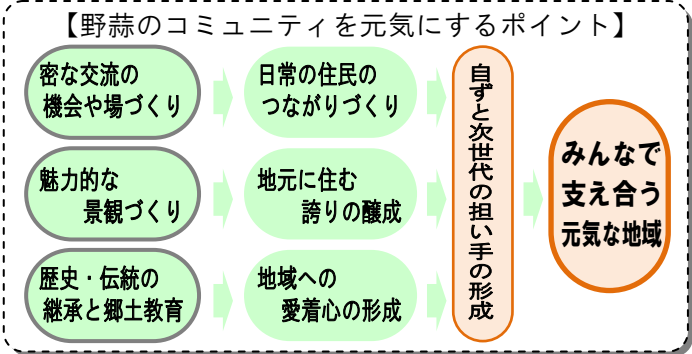 【野蒜のコミュニティを元気にするポイント】
密な交流の
機会や場づくり
日常の住民の
つながりづくり
魅力的な
景観づくり
地元に住む
誇りの醸成
歴史・伝統の
継承と郷土教育
地域への
愛着心の形成
自ずと次世代の担い手の形成
みんなで
支え合う
元気な地域